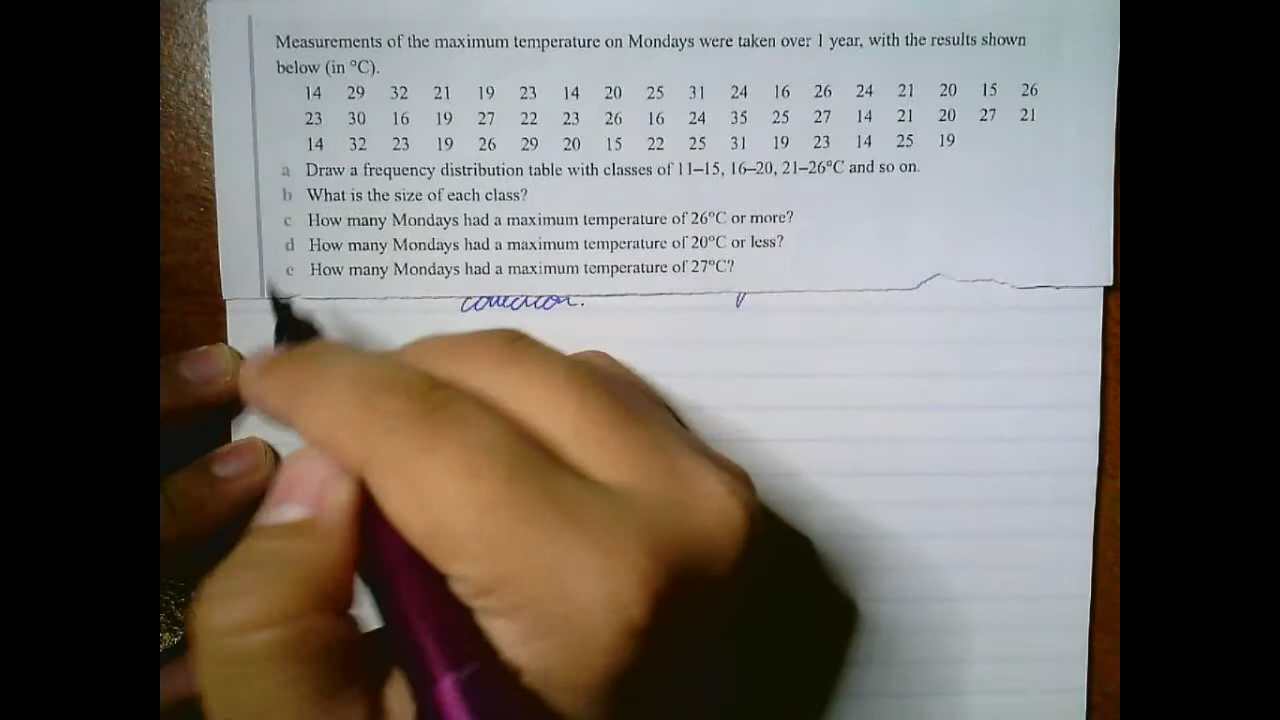 Measurements of the maximum temperature on Mondays were taken over 1 year, with the results shown
below (in °C).
14 29 32 21 19 23 14 20 25 31 24 16 26 24 21 20 15 26
23 30 16 19 27 22 23 26 16 24 35 25 27 14 21 20 27 21
14 32 23 19 26 29 20 15 22 25 31 19 23 14 25 19
a Draw a frequency distribution table with classes of 11–15, 16–20, 21–26°C and so on.
b What is the size of each class?
c How many Mondays had a maximum temperature of 26°C or more?
d How many Mondays had a maximum temperature of 20°C or less?
e How many Mondays had a maximum temperature of 27°C?